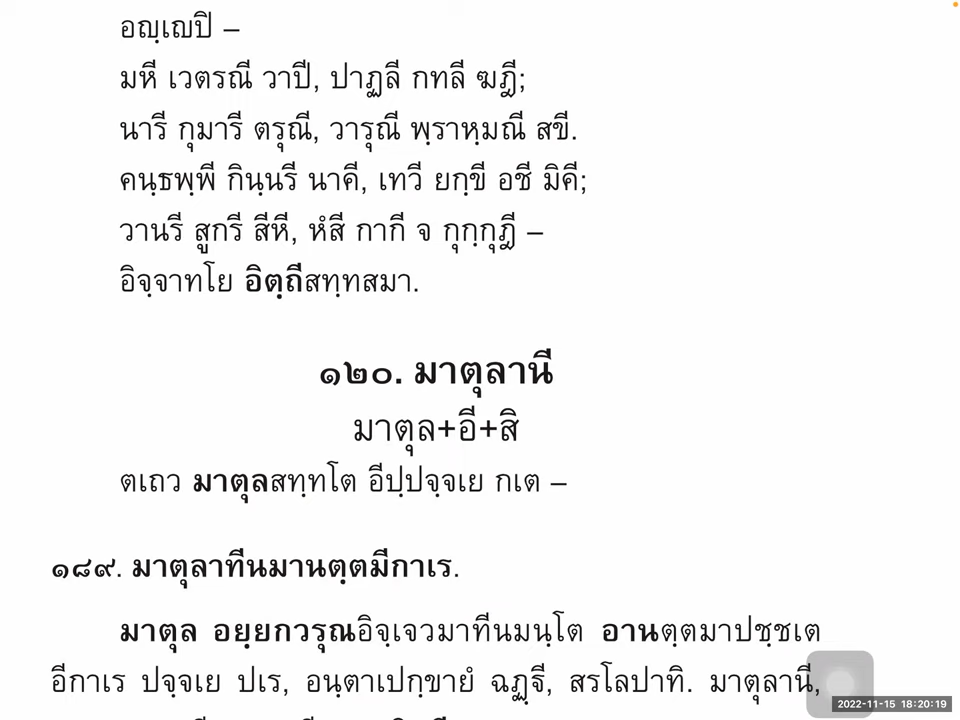 อญฺเญปิ –
มหี เวตรณี วาปี, ปาฏลี กทลี ฆฏี;
นารี กุมารี ตรุณี, วารุณี พฺราหฺมณี สขี.
คนฺธพฺพี กินฺนรี นาคี, เทวี ยกฺขี อชี มิคี;
วานรี สูกรี สีหี, หํสี กากี จ กุกฺกุฏี –
อิจฺจาทโย อิตฺถีสทฺทสมา.
๑๒๐. มาตุลานี
มาตุล+อี+สิ
ตเถว มาตุลสทฺทโต อีปฺปจฺจเย กเต –
๑๘๙. มาตุลาทีนมานตฺตมีกาเร.
มาตุล อยฺยกวรุณอิจฺเจวมาทีนมนฺโต อานตฺตมาปชฺชเต
อีกาเร ปจฺจเย ปเร, อนฺตาเปกฺขายํ ฉฏฺฐี, สรโลปาทิ. มาตุลานี,
2022-11-15 18:20:19